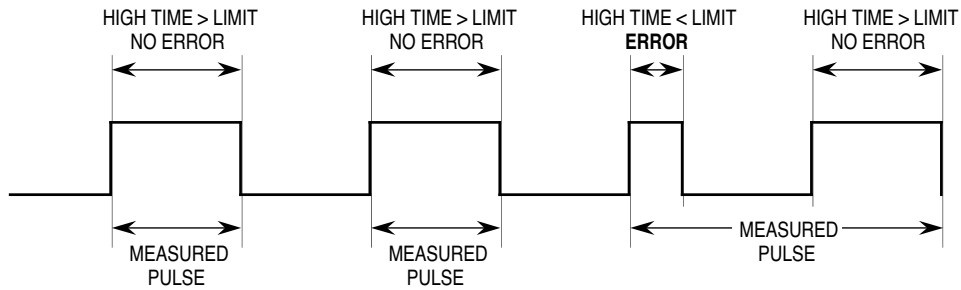 HIGH TIME > LIMIT
NO ERROR
HIGH TIME > LIMIT
NO ERROR
HIGH TIME < LIMIT
ERROR
HIGH TIME > LIMIT
NO ERROR
MEASURED
PULSE
MEASURED
PULSE
MEASURED
PULSE